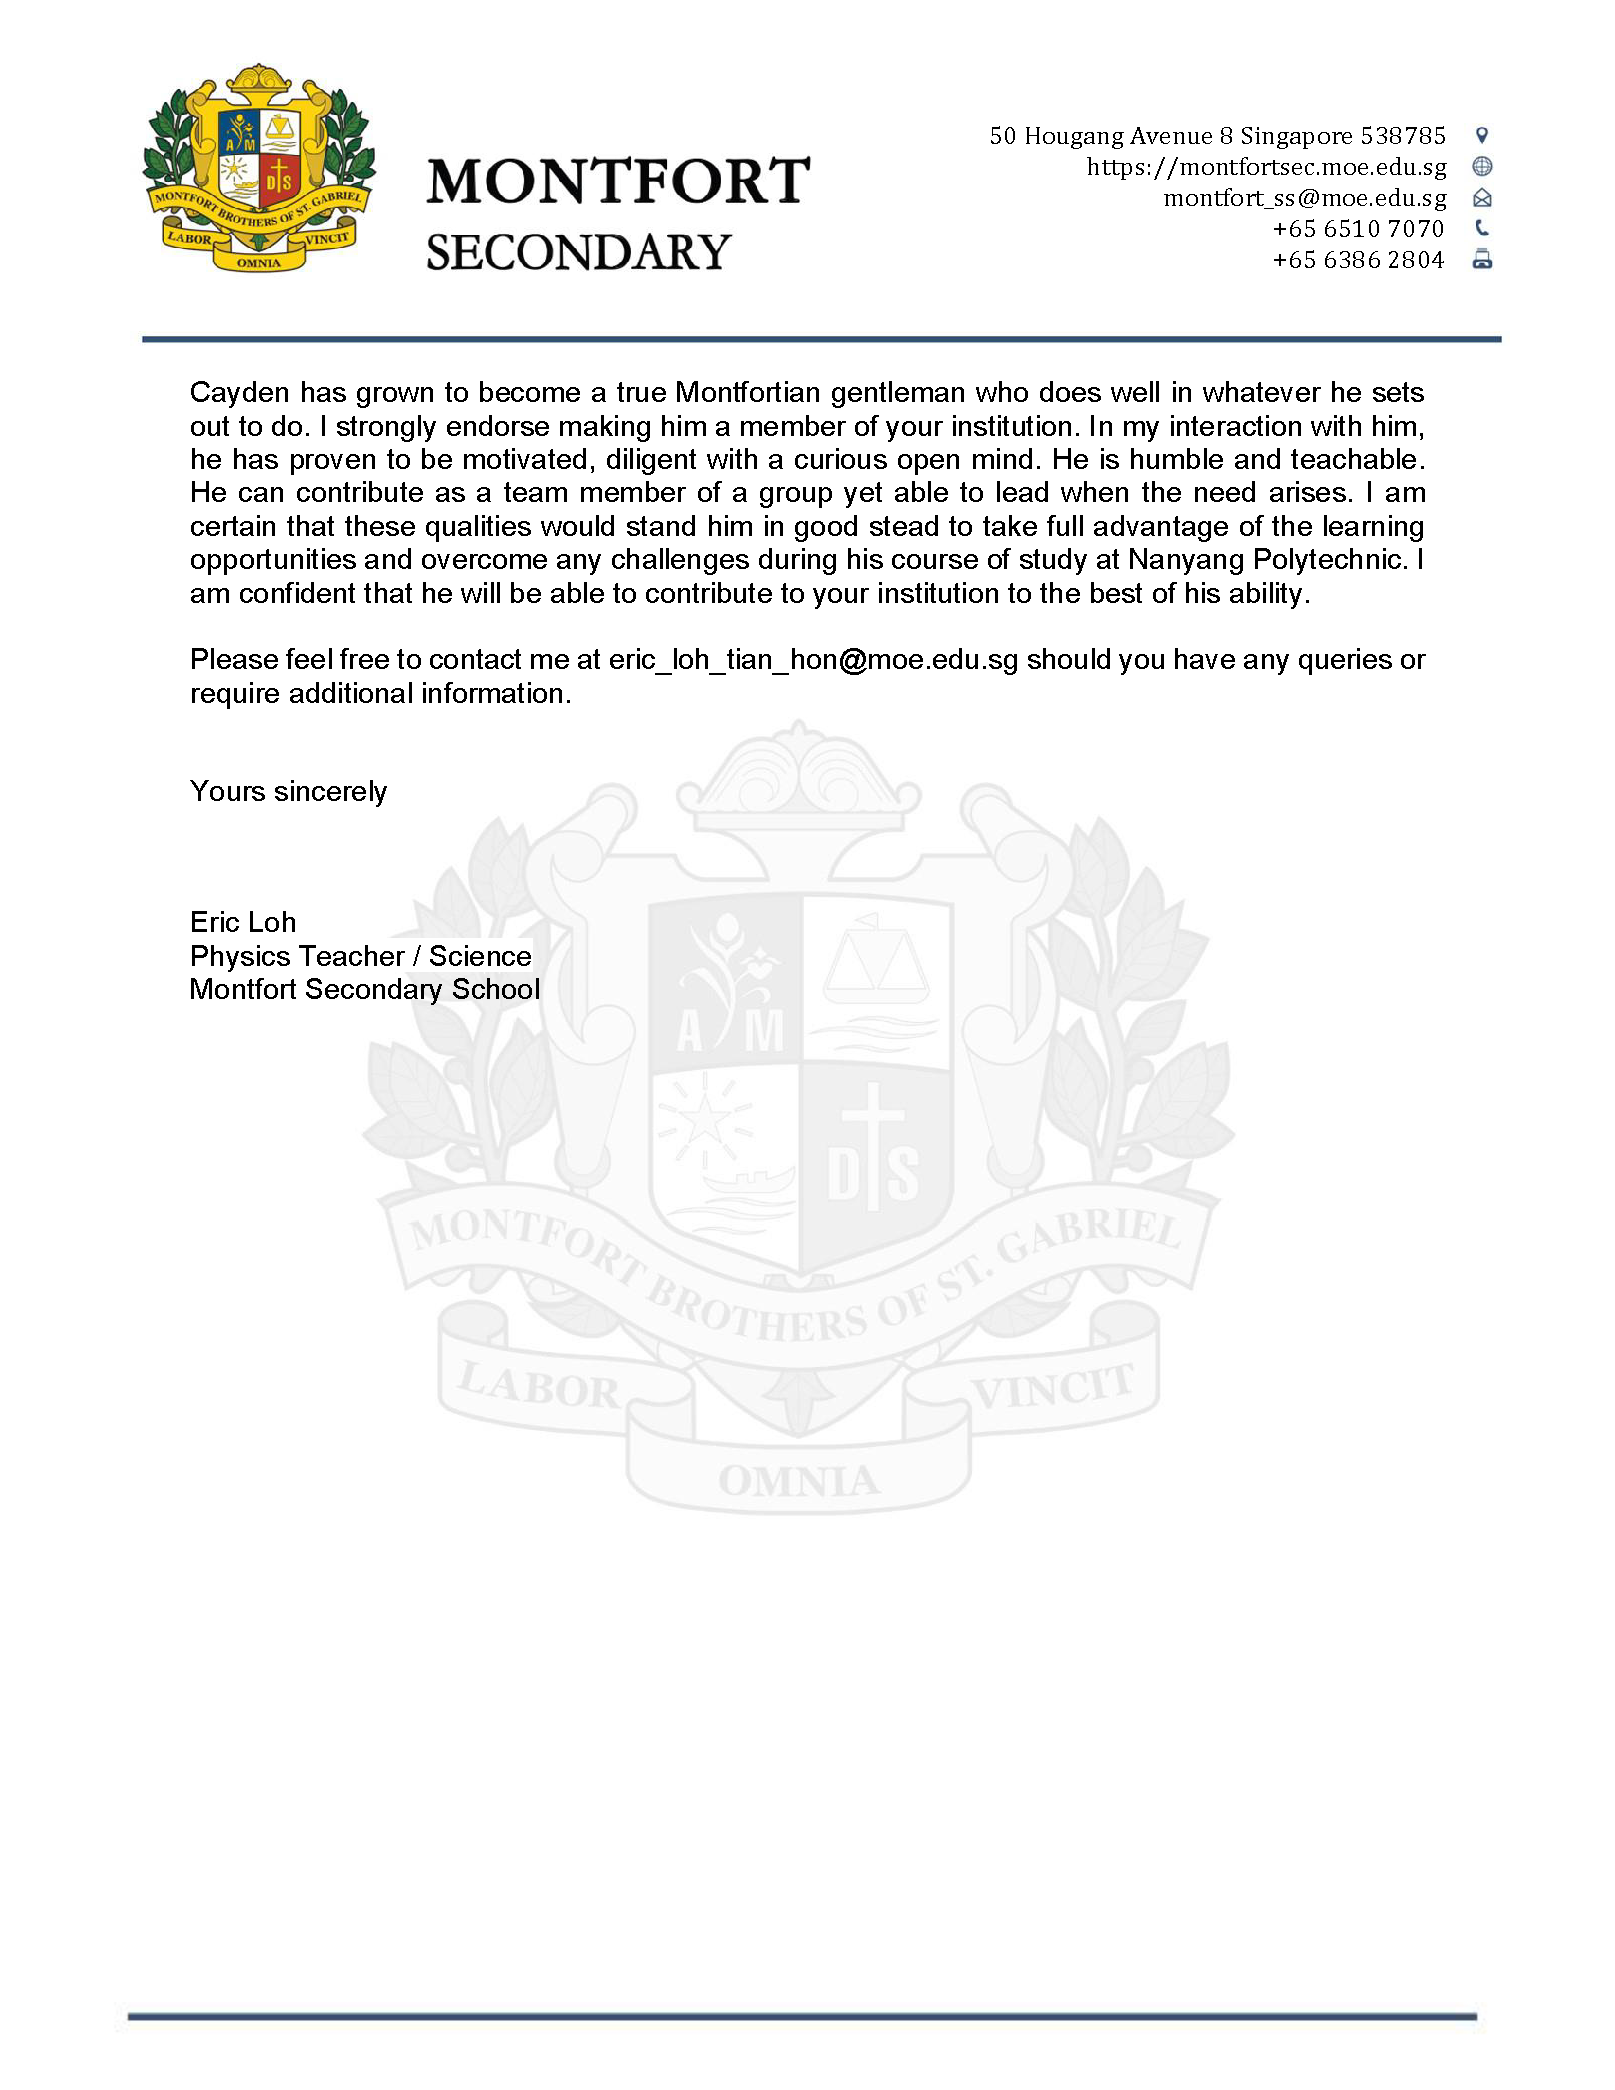 MONTFORT BROTHERS OF ST. GABRIEL
LABOR
OMNIA
VINCIT
A M
D S
MONTFORT
SECONDARY
50 Hougang Avenue 8 Singapore 538785
https://montfortsec.moe.edu.sg
montfort_ss@moe.edu.sg
+65 6510 7070
+65 6386 2804
Cayden has grown to become a true Montfortian gentleman who does well in whatever he sets
out to do. I strongly endorse making him a member of your institution. In my interaction with him,
he has proven to be motivated, diligent with a curious open mind. He is humble and teachable.
He can contribute as a team member of a group yet able to lead when the need arises. I am
certain that these qualities would stand him in good stead to take full advantage of the learning
opportunities and overcome any challenges during his course of study at Nanyang Polytechnic. I
am confident that he will be able to contribute to your institution to the best of his ability.
Please feel free to contact me at eric_loh_tian_hon@moe.edu.sg should you have any queries or
require additional information.
Yours sincerely
Eric Loh
Physics Teacher / Science
Montfort Secondary School
A M
D S
MONTFORT BROTHERS OF ST. GABRIEL
LABOR
VINCIT
OMNIA